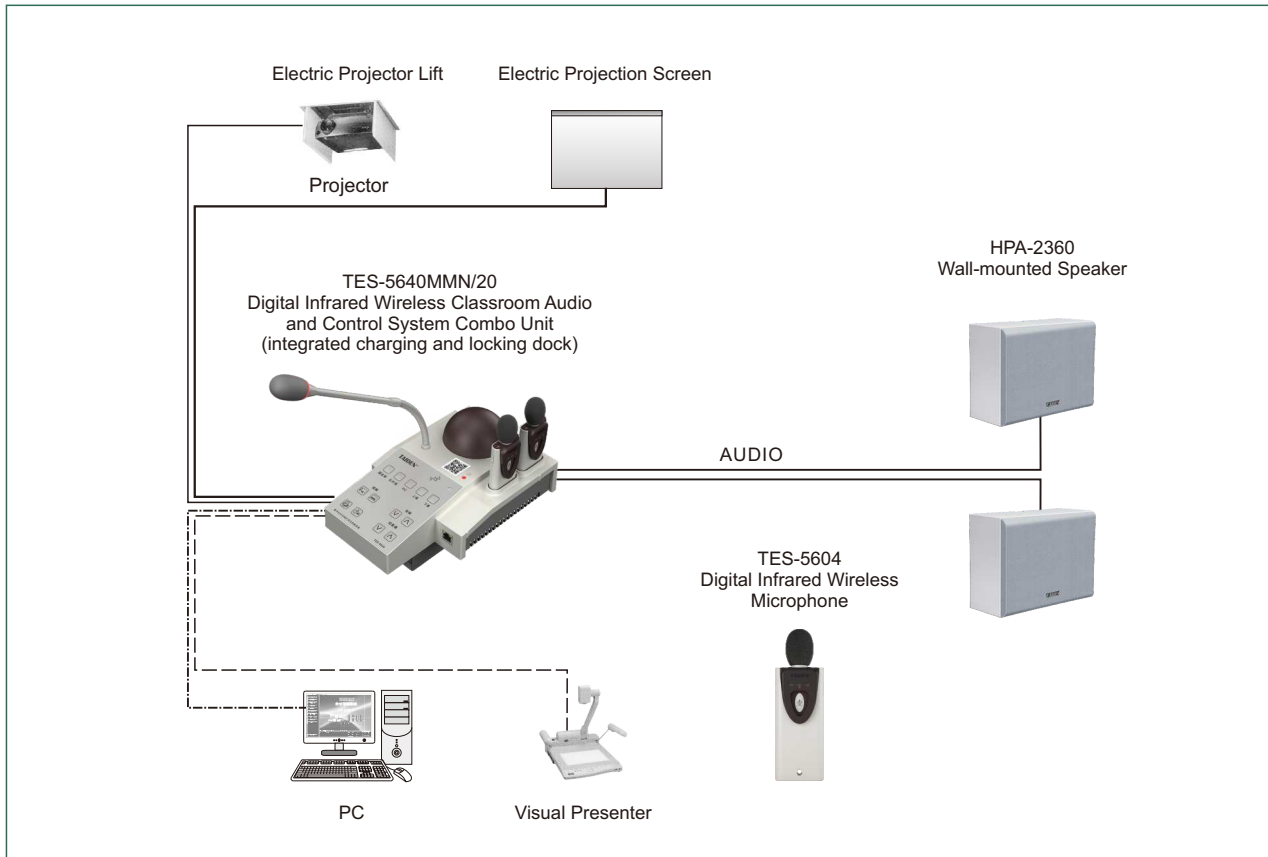 Electric Projector Lift
Electric Projection Screen
Projector
HPA-2360
Wall-mounted Speaker
TES-5640MMN/20
Digital Infrared Wireless Classroom Audio
and Control System Combo Unit
(integrated charging and locking dock)
TAIDEN
AUDIO
TES-5604
Digital Infrared Wireless
Microphone
PC
Visual Presenter